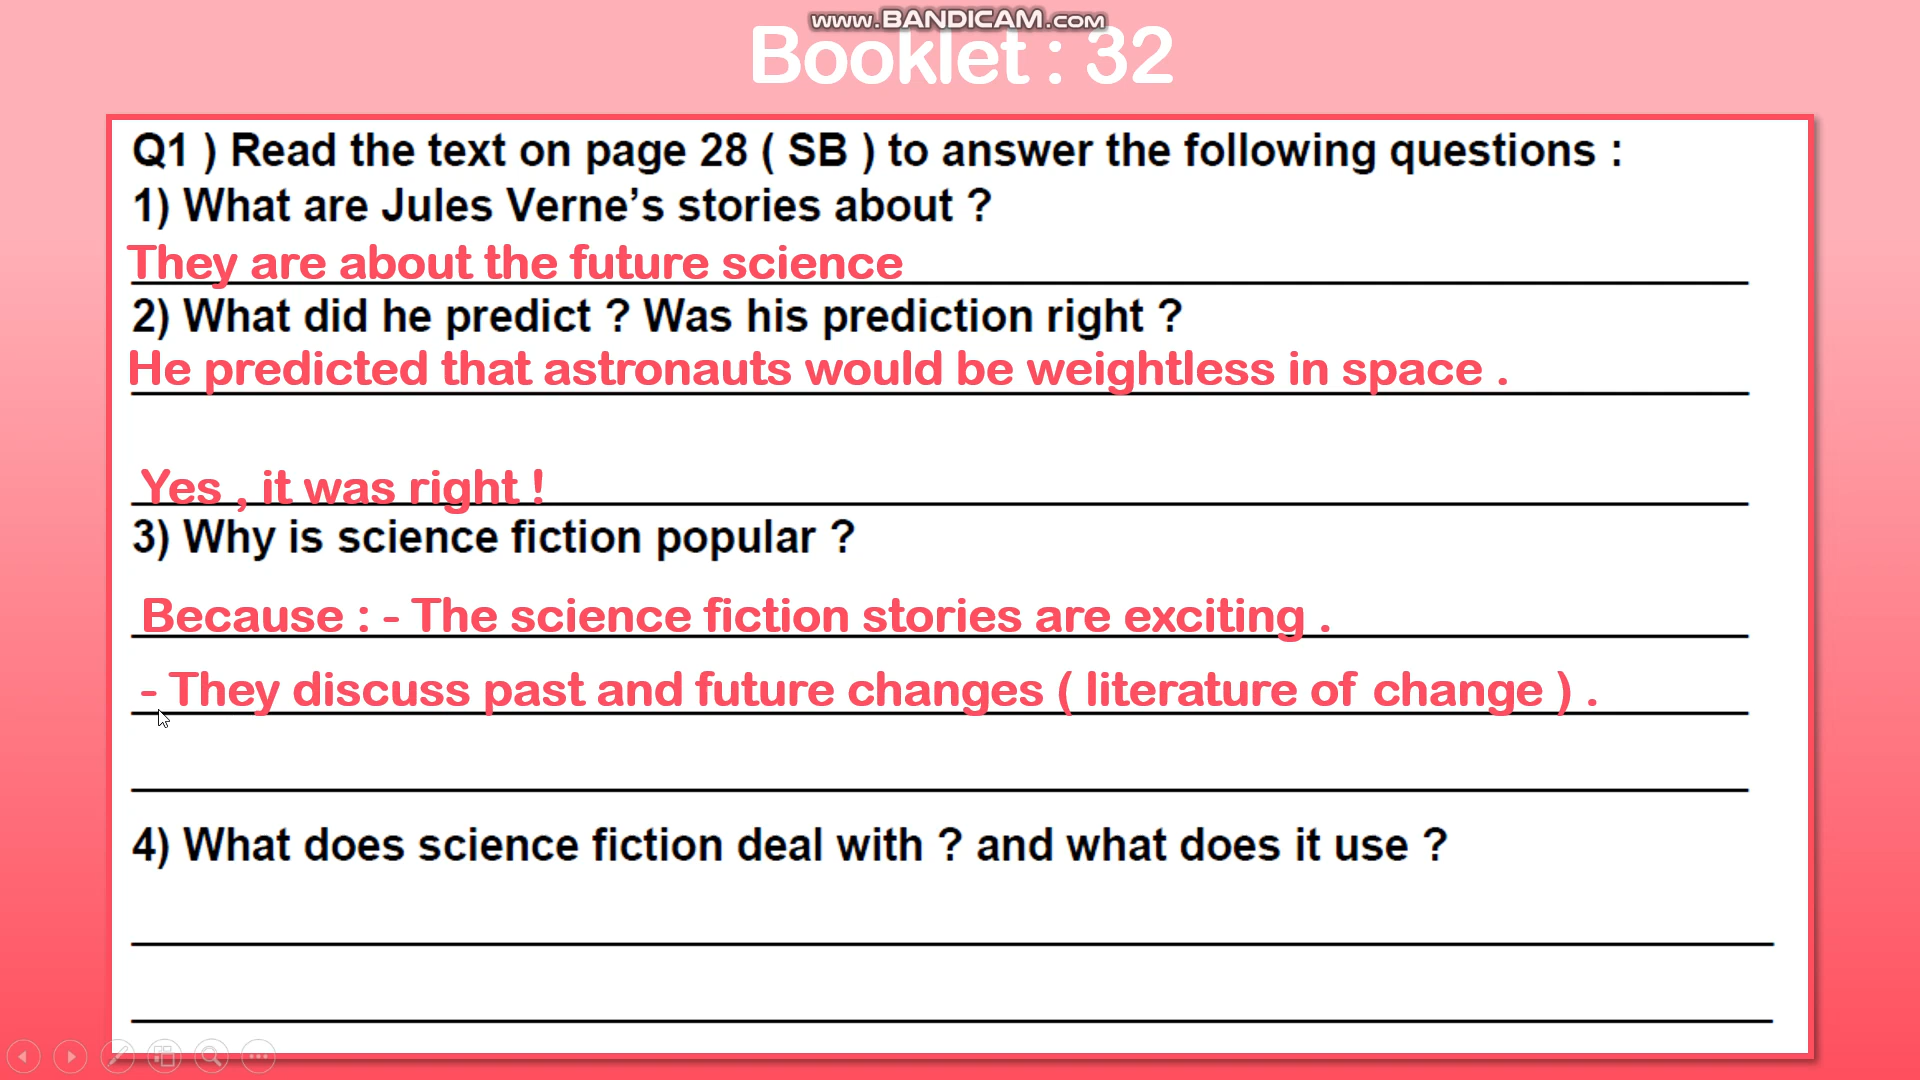 www.BANDICAM.com
Booklet : 32
Q1 ) Read the text on page 28 ( SB ) to answer the following questions :
1) What are Jules Verne’s stories about ?
They are about the future science
2) What did he predict ? Was his prediction right ?
He predicted that astronauts would be weightless in space .
Yes , it was right !
3) Why is science fiction popular ?
Because : - The science fiction stories are exciting .
- They discuss past and future changes ( literature of change ) .
4) What does science fiction deal with ? and what does it use ?